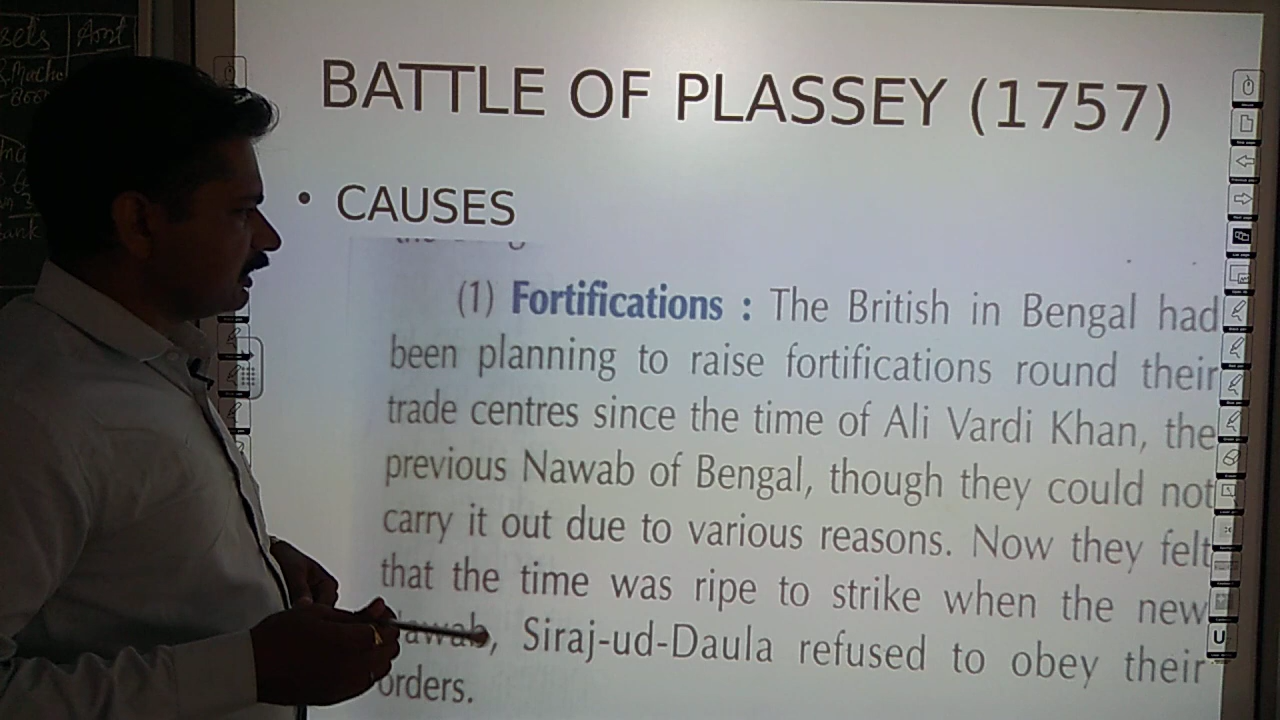 sets Amt
BATTLE OF PLASSEY (1757)
• CAUSES
(1) Fortifications : The British in Bengal had
been planning to raise fortifications round their
trade centres since the time of Ali Vardi Khan, the
previous Nawab of Bengal, though they could not
carry it out due to various reasons. Now they felt
that the time was ripe to strike when the new
Nawab, Siraj-ud-Daula refused to obey their
orders.
U